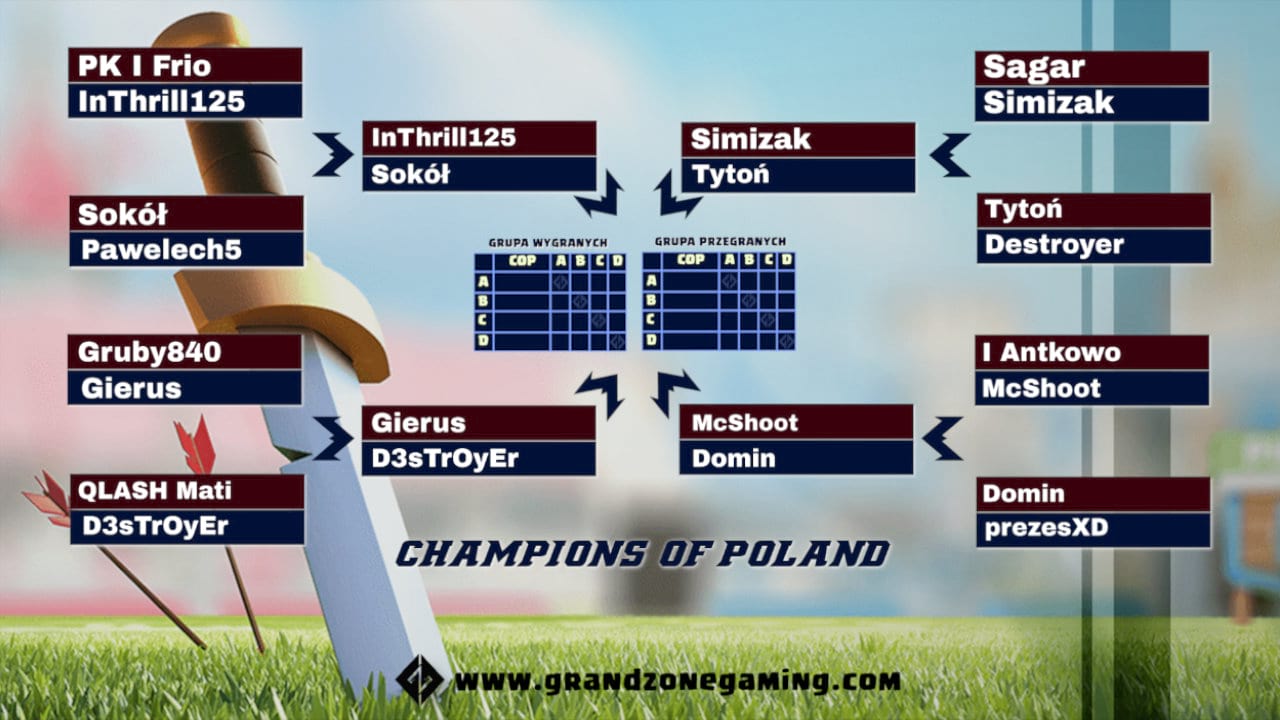 PK I Frio
InThrill125
Sokół
Pawelech5
Gruby840
Gierus
QLASH Mati
D3sTrOyEr
InThrill125
Sokół
Gierus
D3sTrOyEr
GRUPA WYGRANYCH
COP A B C D
A
B
C
D
GRUPA PRZEGRANYCH
COP A B C D
A
B
C
D
Simizak
Tytoń
McShoot
Domin
Sagar
Simizak
Tytoń
Destroyer
I Antkowo
McShoot
Domin
prezesXD
CHAMPIONS OF POLAND
www.grandzonegaming.com